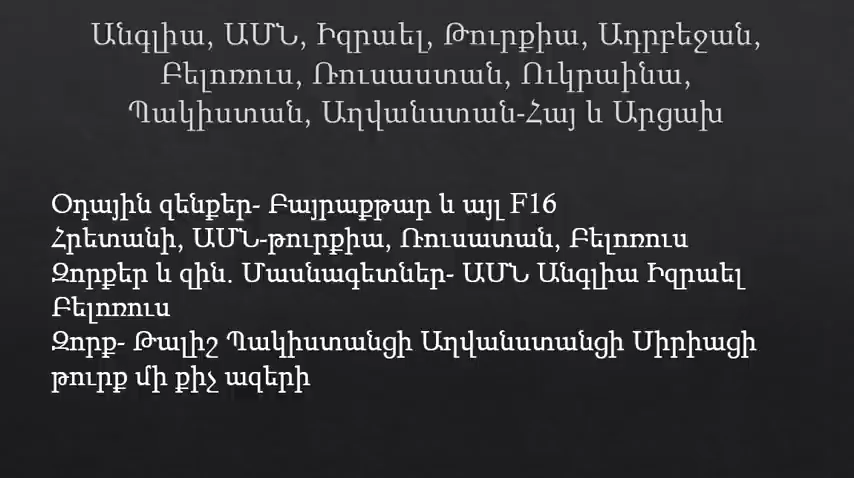 Անգլիա, ԱՄՆ, Իզրաել, Թուրքիա, Ադրբեջան,
Բելոռուս, Ռուսաստան, Ուկրաինա,
Պակիստան, Աղվանստան-Հայ և Արցախ
Օդային զենքեր- Բայրաքթար և այլ F16
Հրետանի, ԱՄՆ-թուրքիա, Ռուսատան, Բելոռուս
Զորքեր և զին. Մասնագետներ- ԱՄՆ Անգլիա Իզրաել
Բելոռուս
Զորք- Թալիշ Պակիստանցի Աղվանստանցի Սիրիացի
թուրք մի քիչ ազերի